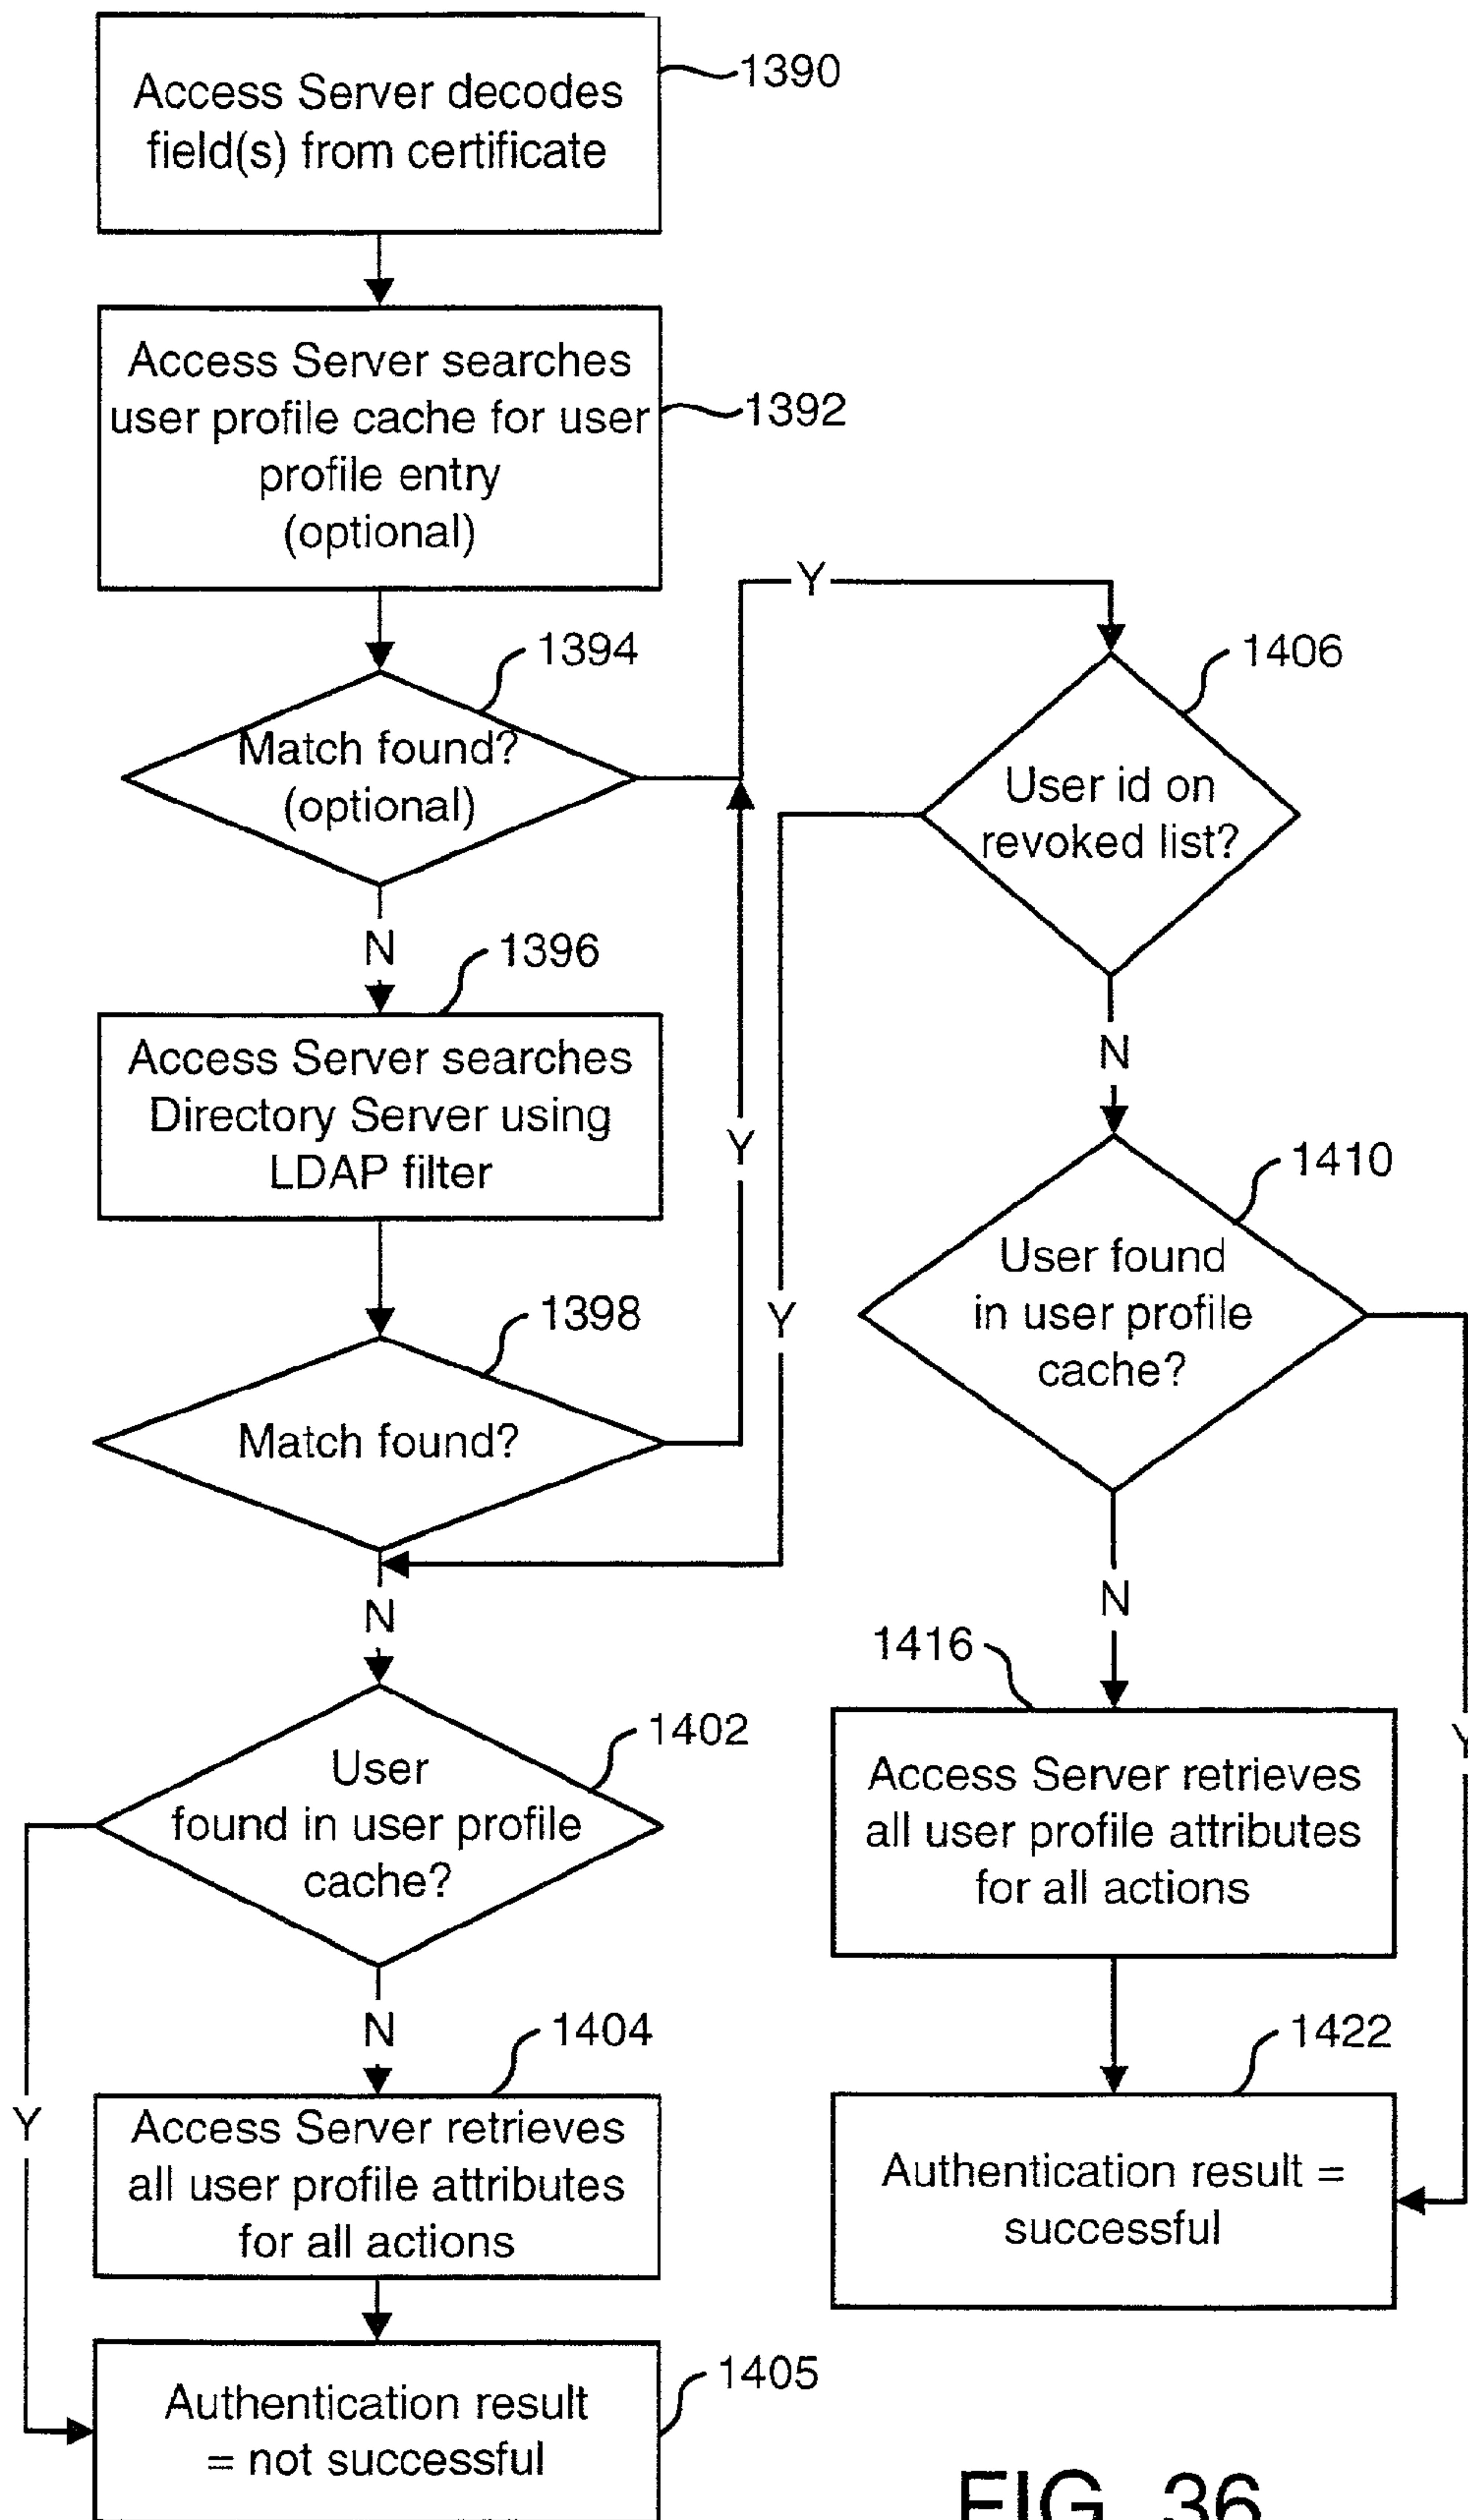 Access Server decodes
field(s) from certificate
1390
Access Server searches
user profile cache for user
profile entry
(optional)
1392
Y
1394
Match found?
(optional)
1406
User id on
revoked list?
N
1396
Access Server searches
Directory Server using
LDAP filter
Y
N
1410
User found
in user profile
cache?
1398
Y
Match found?
N
N
1402
User
found in user profile
cache?
1416
Access Server retrieves
all user profile attributes
for all actions
Y
N
1404
Access Server retrieves
all user profile attributes
for all actions
Y
1422
Authentication result =
successful
1405
Authentication result
= not successful
FIG. 36